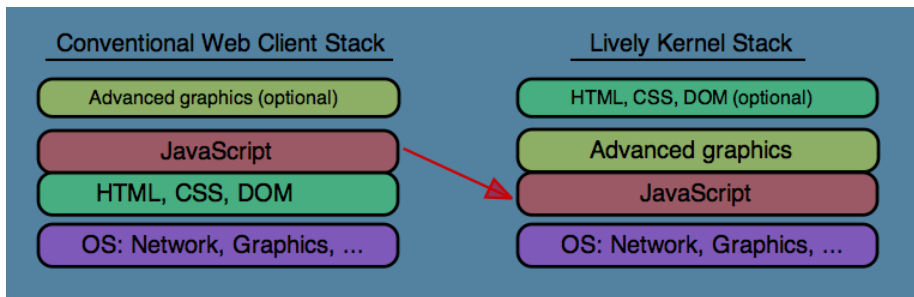 Conventional Web Client Stack
Advanced graphics (optional)
JavaScript
HTML, CSS, DOM
OS: Network, Graphics, ...
Lively Kernel Stack
HTML, CSS, DOM (optional)
Advanced graphics
JavaScript
OS: Network, Graphics, ...